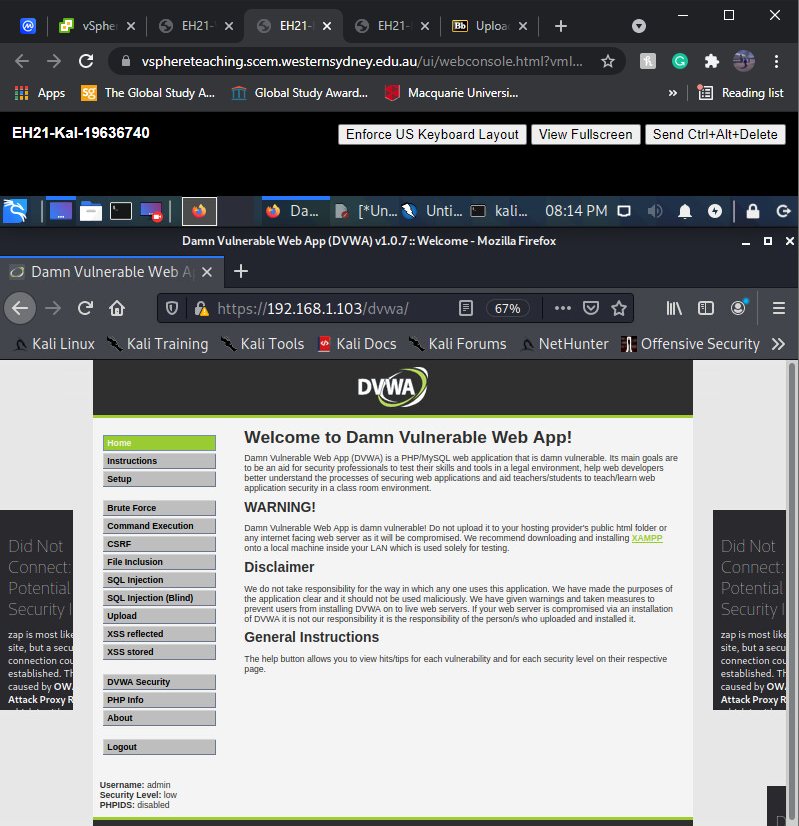 vSpher
EH21-
EH21-
EH21-
Bb Uploa
vsphereteaching.scem.westernsydney.edu.au/ui/webconsole.html?vml...
Apps
The Global Study A...
Global Study Award...
Macquarie Universi...
»
Reading list
EH21-Kal-19636740
Enforce US Keyboard Layout
View Fullscreen
Send Ctrl+Alt+Delete
Da...
[*Un...
Unti...
kali...
08:14 PM
Damn Vulnerable Web App (DVWA) v1.0.7 :: Welcome - Mozilla Firefox
Damn Vulnerable Web Ap
https://192.168.1.103/dvwa/
67%
Kali Linux
Kali Training
Kali Tools
Kali Docs
Kali Forums
NetHunter
Offensive Security
DVWA
Home
Instructions
Setup
Brute Force
Command Execution
CSRF
File Inclusion
SQL Injection
SQL Injection (Blind)
Upload
XSS reflected
XSS stored
DVWA Security
PHP Info
About
Logout
Username: admin
Security Level: low
PHPIDS: disabled
Welcome to Damn Vulnerable Web App!
Damn Vulnerable Web App (DVWA) is a PHP/MySQL web application that is damn vulnerable. Its main goals are
to be an aid for security professionals to test their skills and tools in a legal environment, help web developers
better understand the processes of securing web applications and aid teachers/students to teach/learn web
application security in a class room environment.
WARNING!
Damn Vulnerable Web App is damn vulnerable! Do not upload it to your hosting provider's public html folder or
any internet facing web server as it will be compromised. We recommend downloading and installing XAMPP
onto a local machine inside your LAN which is used solely for testing.
Disclaimer
We do not take responsibility for the way in which any one uses this application. We have made the purposes of
the application clear and it should not be used maliciously. We have given warnings and taken measures to
prevent users from installing DVWA on to live web servers. If your web server is compromised via an installation
of DVWA it is not our responsibility it is the responsibility of the person/s who uploaded and installed it.
General Instructions
The help button allows you to view hits/tips for each vulnerability and for each security level on their respective
page.
Did Not
Connect:
Potential
Security I
zap is most like
site, but a secu
connection cou
established. Th
caused by OWA
Attack Proxy R
Did Not
Connect:
Potential
Security I
zap is most like
site, but a secu
connection cou
established. Th
caused by OWA
Attack Proxy R